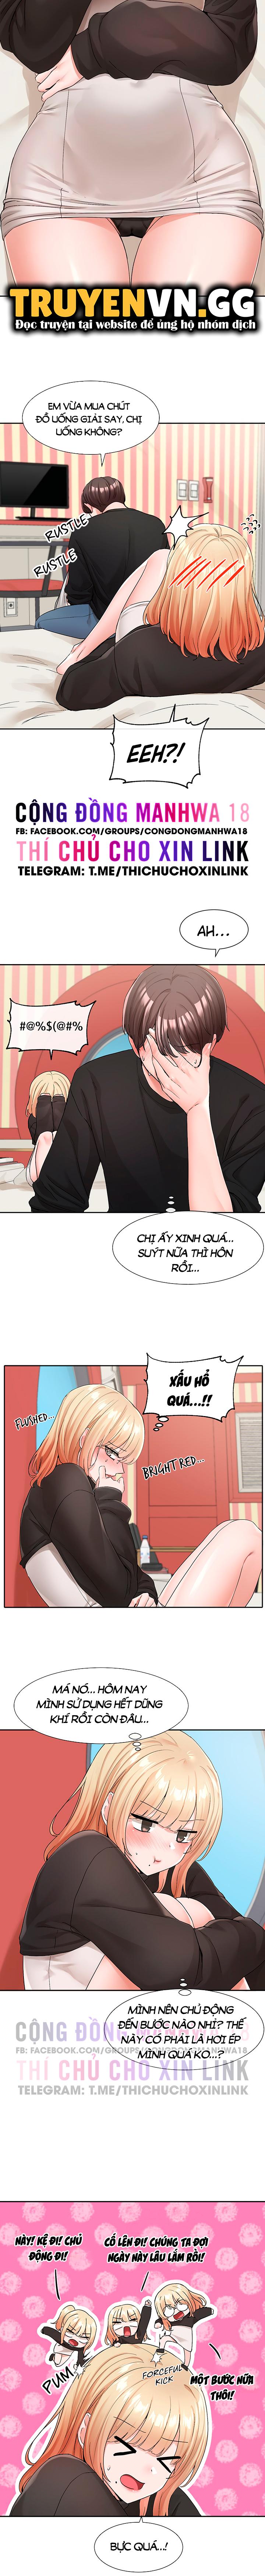 TRUYENVN.GG
Đọc truyện tại website để ủng hộ nhóm dịch
EM VỪA MUA CHÚT
ĐỒ UỐNG GIẢI SAY, CHỊ
UỐNG KHÔNG?
RUSTLE
RUSTLE
EEH?!
CỘNG ĐỒNG MANHWA 18
FB: FACEBOOK.COM/GROUPS/CONGDONGMANHWA18
THÍ CHỦ CHO XIN LINK
TELEGRAM: T.ME/THICHUCHOXINLINK
AH...
#@%$(@#%
CHỊ ẤY XINH QUÁ...
SUÝT NỮA THÌ HÔN
RỒI...
XẤU HỔ
QUÁ...!!
FLUSHED...
BRIGHT RED...
MÁ NÓ... HÔM NAY
MÌNH SỬ DỤNG HẾT DŨNG
KHÍ RỒI CÒN ĐÂU...
MÌNH NÊN CHỦ ĐỘNG
ĐẾN BƯỚC NÀO NHỈ? THẾ
NÀY CÓ PHẢI LÀ HƠI ÉP
MÌNH QUÁ KO...?
CỘNG ĐỒNG MANHWA 18
FB: FACEBOOK.COM/GROUPS/CONGDONGMANHWA18
THÍ CHỦ CHO XIN LINK
TELEGRAM: T.ME/THICHUCHOXINLINK
NÀY! KỆ ĐI! CHỦ
ĐỘNG ĐI!
CỐ LÊN ĐI! CHÚNG TA ĐỢI
NGÀY NÀY LÂU LẮM RỒI!
PUM
FORCEFUL
KICK
MỘT BƯỚC NỮA
THÔI!
BỰC QUÁ...!